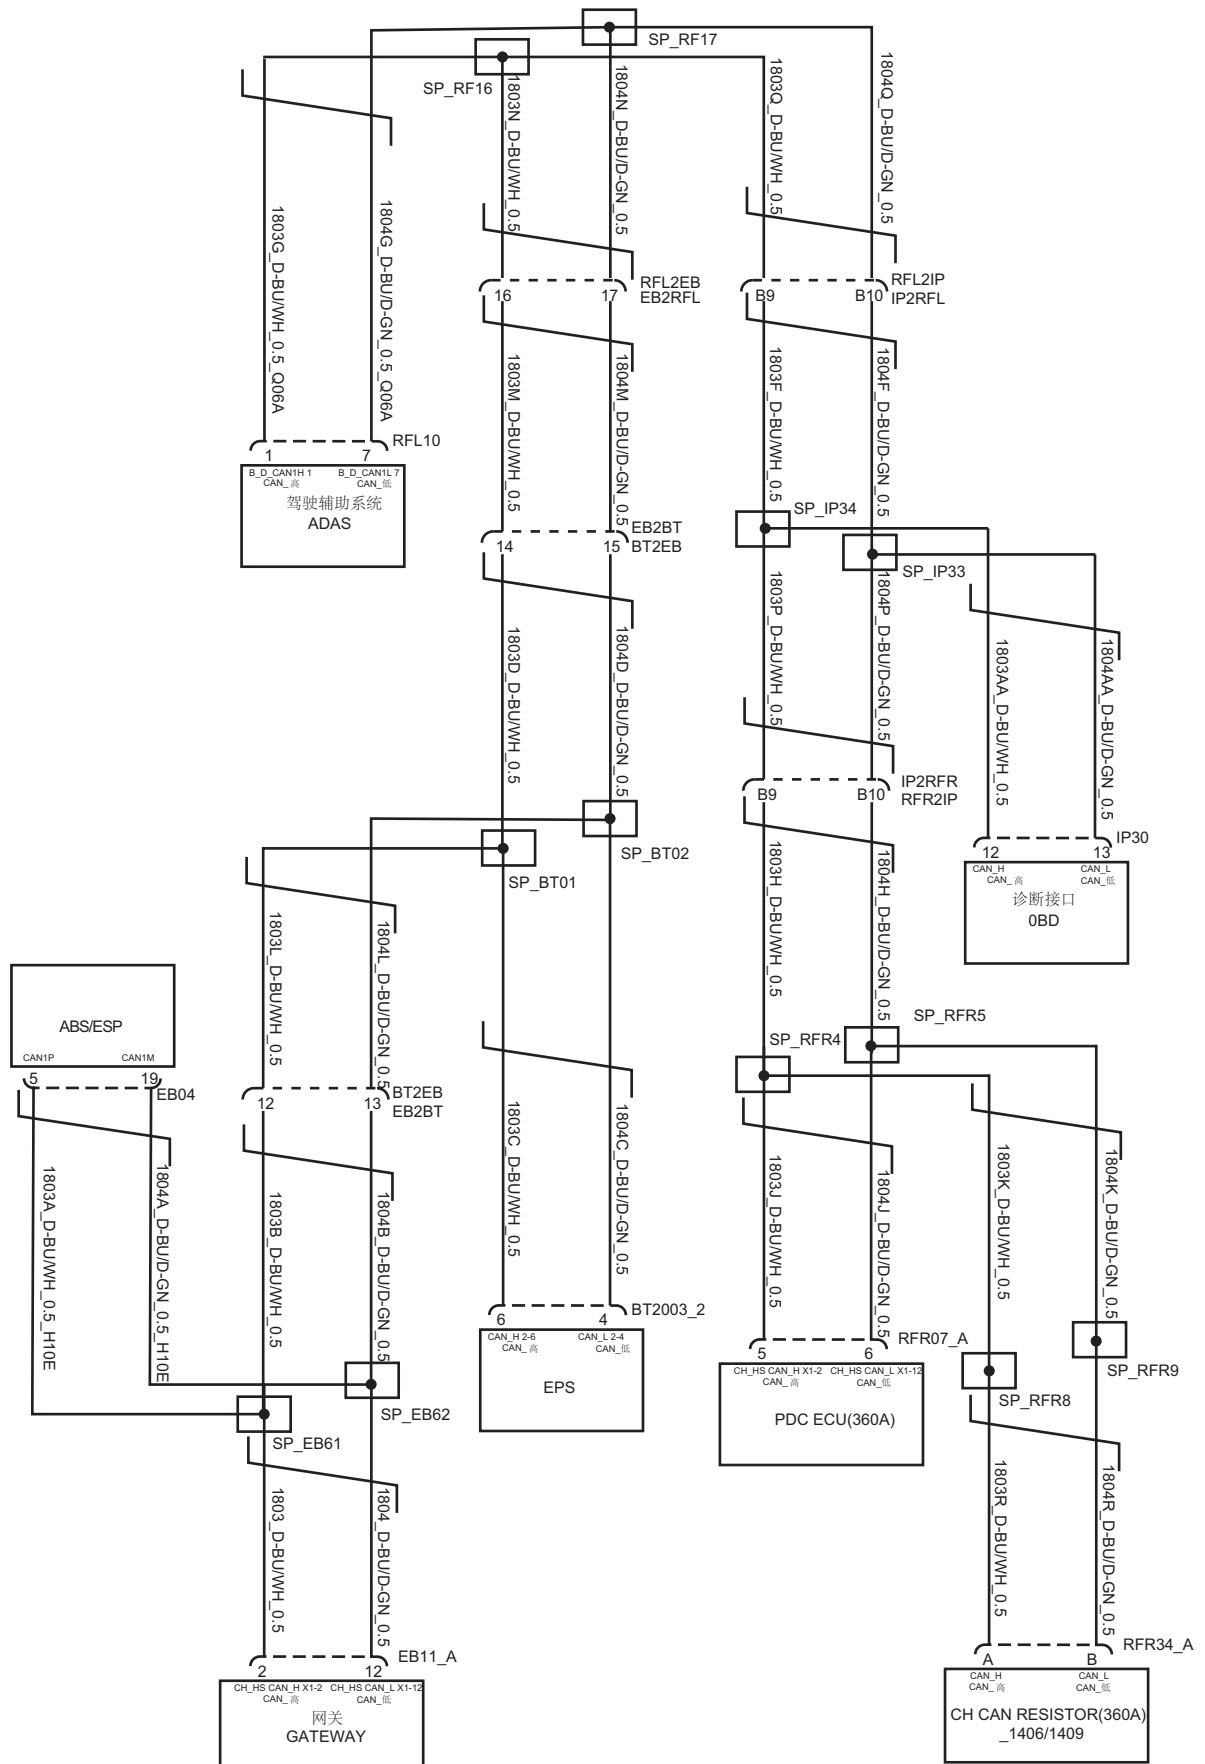 SP_RF17
SP_RF16
1803N_D-BU/WH_0.5
1804N_D-BU/D-GN_0.5
1803Q_D-BU/WH_0.5
1804Q_D-BU/D-GN_0.5
1803G_D-BU/WH_0.5_Q06A
1804G_D-BU/D-GN_0.5_Q06A
RFL2EB
16 17 EB2RFL
RFL2IP
B9 B10 IP2RFL
1803M_D-BU/WH_0.5
1804M_D-BU/D-GN_0.5
1803F_D-BU/WH_0.5
1804F_D-BU/D-GN_0.5
RFL10
1 7
B_D_CAN1H 1 B_D_CAN1L 7
CAN_高 CAN_低
驾驶辅助系统
ADAS
SP_IP34
EB2BT
14 15 BT2EB
SP_IP33
1803D_D-BU/WH_0.5
1804D_D-BU/D-GN_0.5
1803P_D-BU/WH_0.5
1804P_D-BU/D-GN_0.5
1803AA_D-BU/WH_0.5
1804AA_D-BU/D-GN_0.5
IP2RFR
B9 B10 RFR2IP
IP30
12 13
CAN_H CAN_L
CAN_高 CAN_低
诊断接口
0BD
SP_BT02
SP_BT01
1803L_D-BU/WH_0.5
1804L_D-BU/D-GN_0.5
1803H_D-BU/WH_0.5
1804H_D-BU/D-GN_0.5
ABS/ESP
CAN1P CAN1M
5 19
EB04
SP_RFR5
SP_RFR4
BT2EB
12 13 EB2BT
1803A_D-BU/WH_0.5_H10E
1804A_D-BU/D-GN_0.5_H10E
1803B_D-BU/WH_0.5
1804B_D-BU/D-GN_0.5
1803C_D-BU/WH_0.5
1804C_D-BU/D-GN_0.5
1803J_D-BU/WH_0.5
1804J_D-BU/D-GN_0.5
1803K_D-BU/WH_0.5
1804K_D-BU/D-GN_0.5
BT2003_2
6 4
CAN_H 2-6 CAN_L 2-4
CAN_高 CAN_低
EPS
RFR07_A
5 6
CH_HS CAN_H X1-2 CH_HS CAN_L X1-12
CAN_高 CAN_低
PDC ECU(360A)
SP_RFR9
SP_RFR8
SP_EB62
SP_EB61
1803_D-BU/WH_0.5
1804_D-BU/D-GN_0.5
1803R_D-BU/WH_0.5
1804R_D-BU/D-GN_0.5
EB11_A
2 12
CH_HS CAN_H X1-2 CH_HS CAN_L X1-12
CAN_高 CAN_低
网关
GATEWAY
RFR34_A
A B
CAN_H CAN_L
CAN_高 CAN_低
CH CAN RESISTOR(360A)
_1406/1409